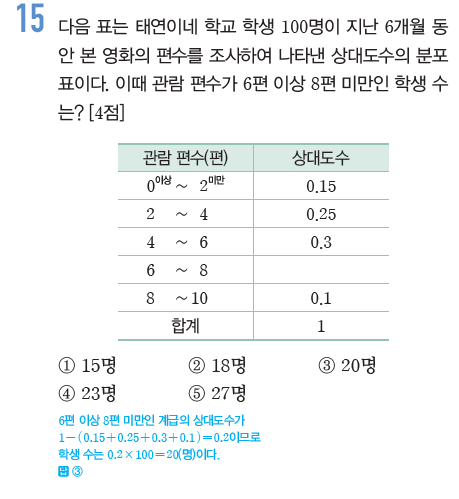 15 다음 표는 태연이네 학교 학생 100명이 지난 6개월 동
안 본 영화의 편수를 조사하여 나타낸 상대도수의 분포
표이다. 이때 관람 편수가 6편 이상 8편 미만인 학생 수
는? [4점]
관람 편수(편) 상대도수
0이상 ~ 2미만 0.15
2 ~ 4 0.25
4 ~ 6 0.3
6 ~ 8
8 ~ 10 0.1
합계 1
① 15명 ② 18명 ③ 20명
④ 23명 ⑤ 27명
6편 이상 8편 미만인 계급의 상대도수가
1-(0.15+0.25+0.3+0.1)=0.2이므로
학생 수는 0.2×100=20(명)이다.
답 ③